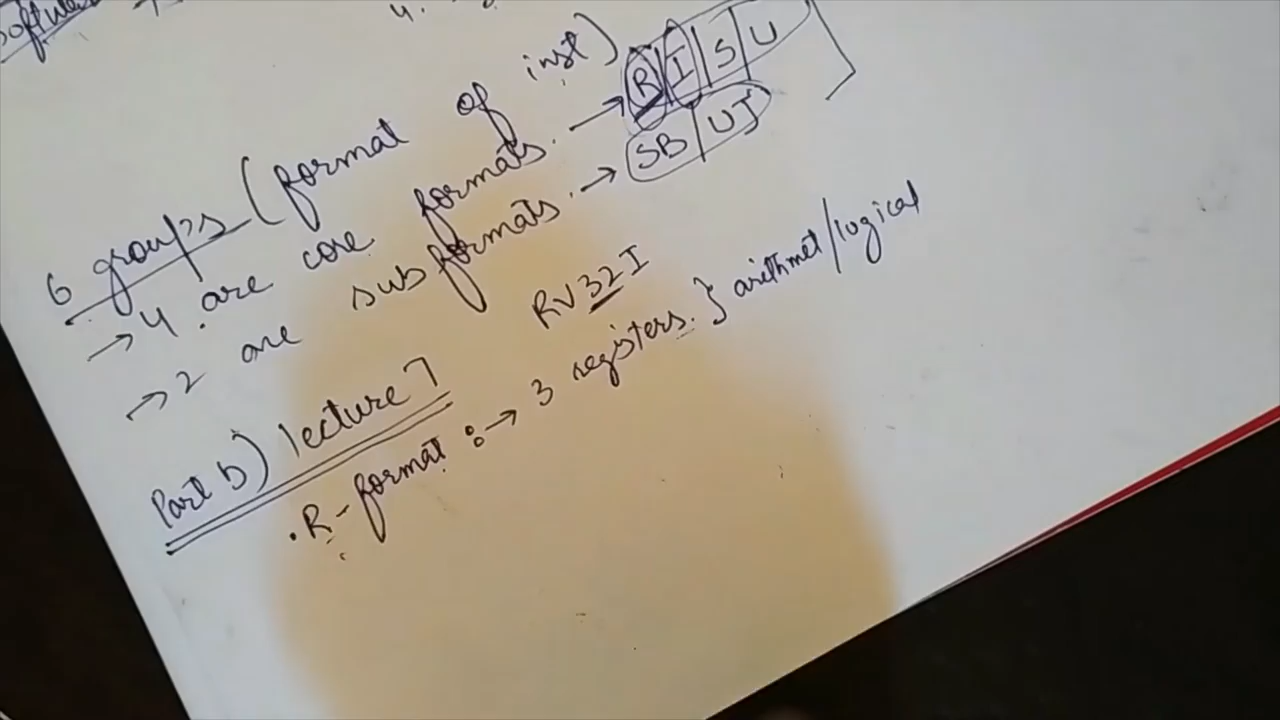 4.
6 groups (format of inst)
→ 4 are core formats. → R | I | S | U
→ 2 are sub formats. → SB | UJ
RV32I
Part b) lecture 7
. R-format :→ 3 registers. } arithmet/logical